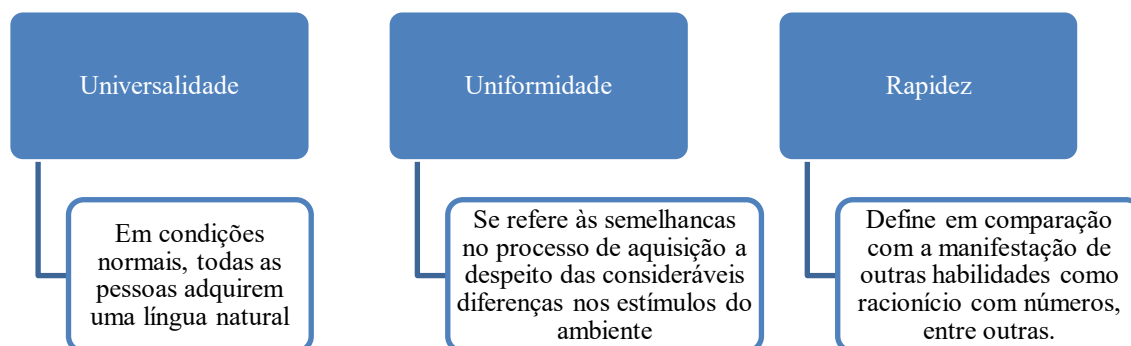 Universalidade
Em condições
normais, todas as
pessoas adquirem
uma língua natural
Uniformidade
Se refere às semelhancas
no processo de aquisição a
despeito das consideráveis
diferenças nos estímulos do
ambiente
Rapidez
Define em comparação
com a manifestação de
outras habilidades como
racionício com números,
entre outras.